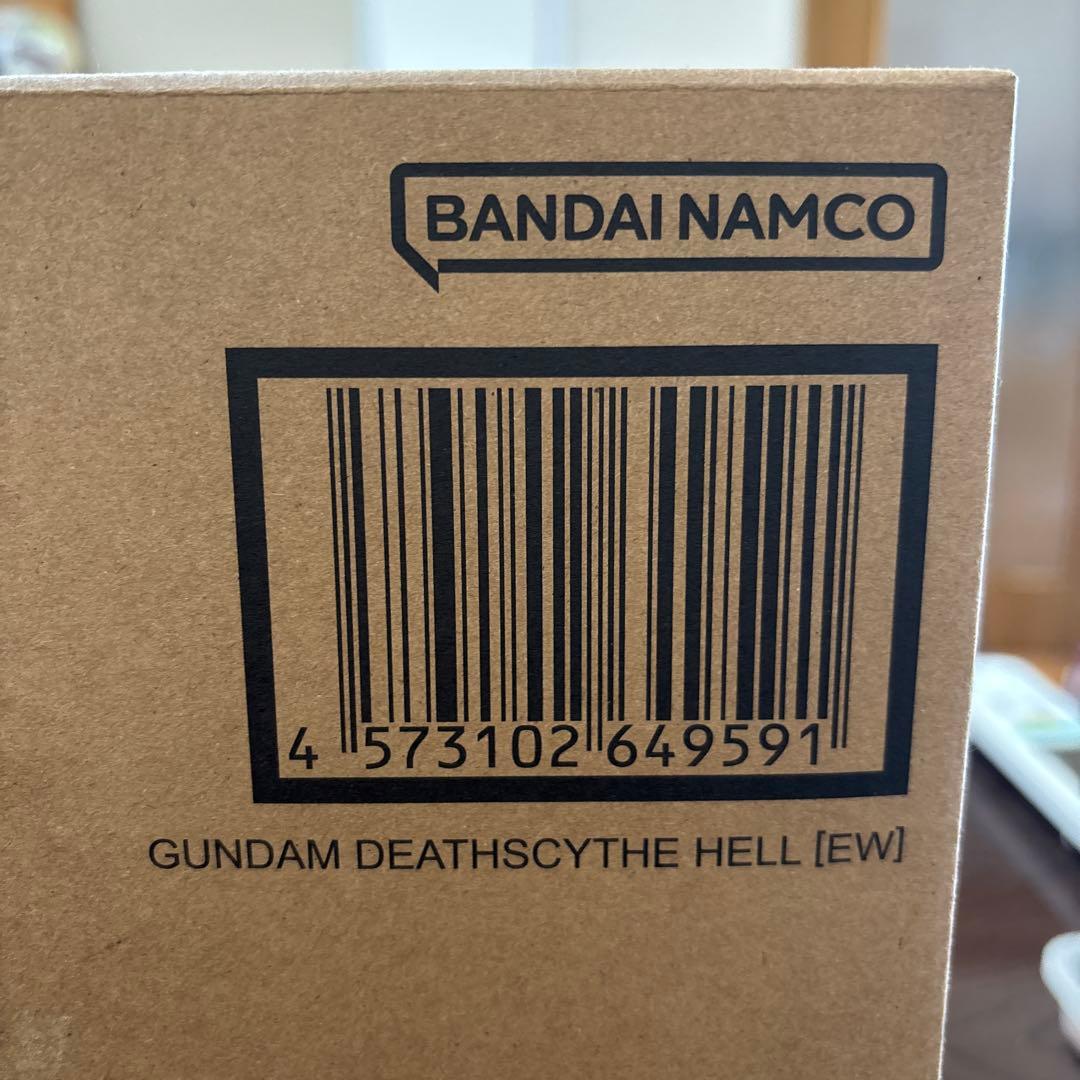 BANDAI NAMCO
4 573102 649591
GUNDAM DEATHSCYTHE HELL [EW]